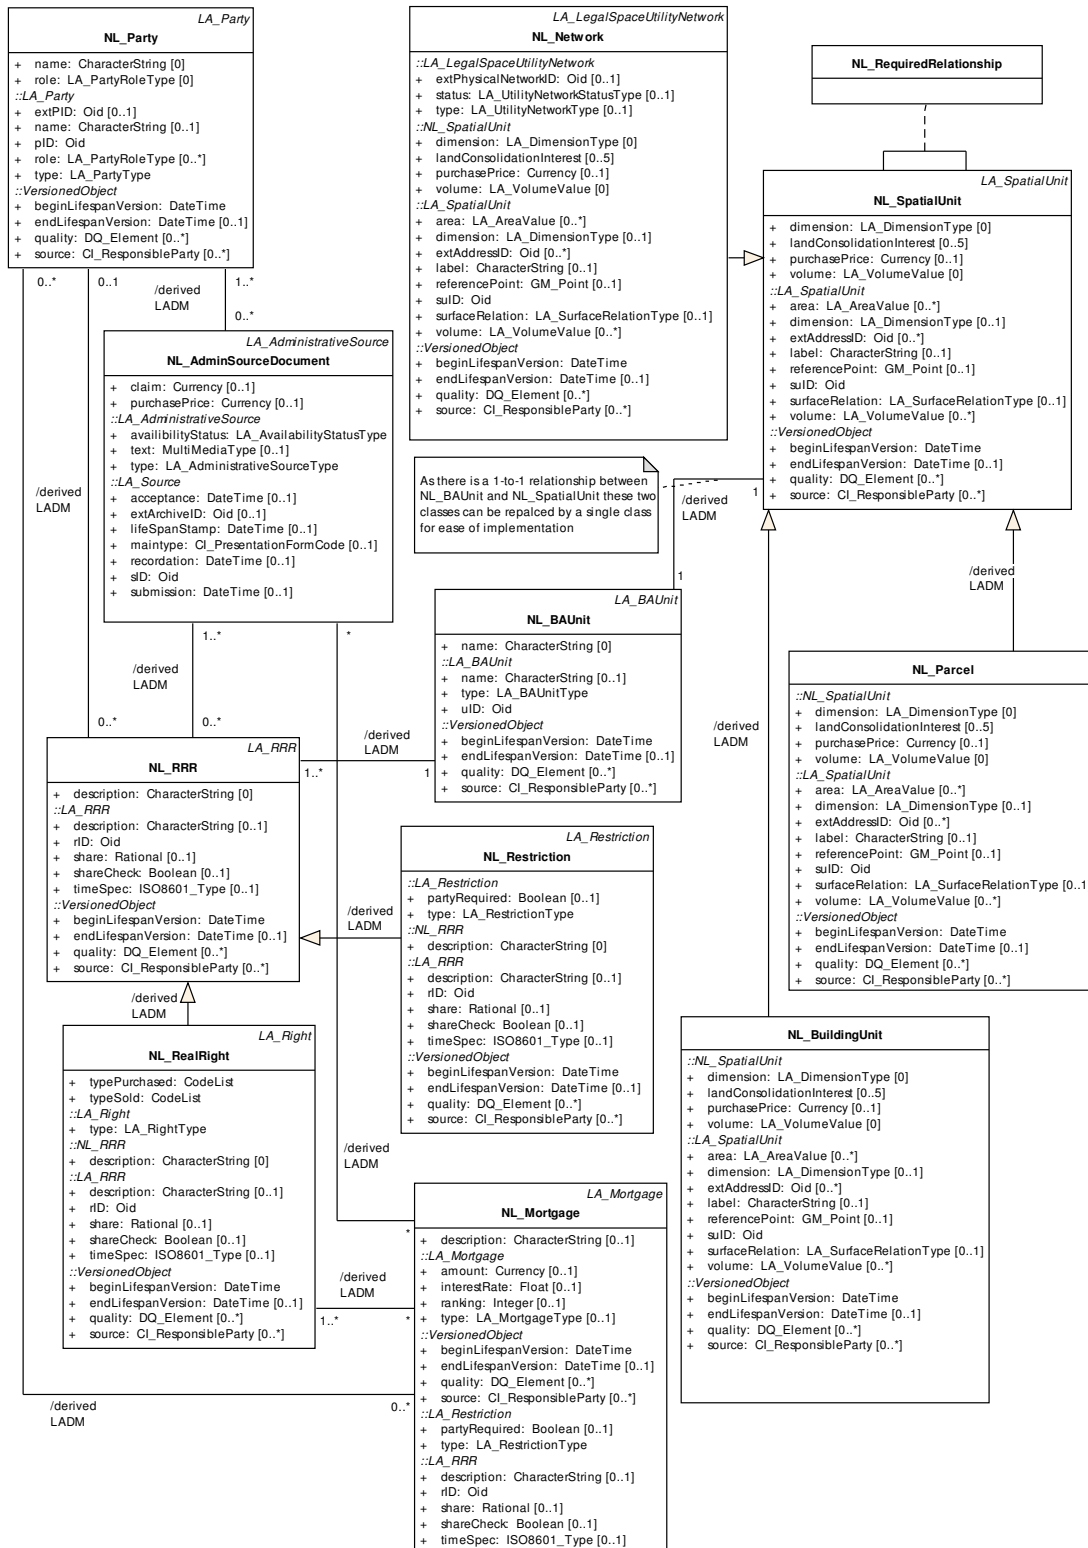 LA_Party
NL_Party
+ name: CharacterString [0]
+ role: LA_PartyRoleType [0]
::LA_Party
+ extPID: Oid [0..1]
+ name: CharacterString [0..1]
+ pID: Oid
+ role: LA_PartyRoleType [0..*]
+ type: LA_PartyType
::VersionedObject
+ beginLifespanVersion: DateTime
+ endLifespanVersion: DateTime [0..1]
+ quality: DQ_Element [0..*]
+ source: CI_ResponsibleParty [0..*]
LA_LegalSpaceUtilityNetwork
NL_Network
::LA_LegalSpaceUtilityNetwork
+ extPhysicalNetworkID: Oid [0..1]
+ status: LA_UtilityNetworkStatusType [0..1]
+ type: LA_UtilityNetworkType [0..1]
::NL_SpatialUnit
+ dimension: LA_DimensionType [0]
+ landConsolidationInterest [0..5]
+ purchasePrice: Currency [0..1]
+ volume: LA_VolumeValue [0]
::LA_SpatialUnit
+ area: LA_AreaValue [0..*]
+ dimension: LA_DimensionType [0..1]
+ extAddressID: Oid [0..*]
+ label: CharacterString [0..1]
+ referencePoint: GM_Point [0..1]
+ suID: Oid
+ surfaceRelation: LA_SurfaceRelationType [0..1]
+ volume: LA_VolumeValue [0..*]
::VersionedObject
+ beginLifespanVersion: DateTime
+ endLifespanVersion: DateTime [0..1]
+ quality: DQ_Element [0..*]
+ source: CI_ResponsibleParty [0..*]
NL_RequiredRelationship
LA_SpatialUnit
NL_SpatialUnit
+ dimension: LA_DimensionType [0]
+ landConsolidationInterest [0..5]
+ purchasePrice: Currency [0..1]
+ volume: LA_VolumeValue [0]
::LA_SpatialUnit
+ area: LA_AreaValue [0..*]
+ dimension: LA_DimensionType [0..1]
+ extAddressID: Oid [0..*]
+ label: CharacterString [0..1]
+ referencePoint: GM_Point [0..1]
+ suID: Oid
+ surfaceRelation: LA_SurfaceRelationType [0..1]
+ volume: LA_VolumeValue [0..*]
::VersionedObject
+ beginLifespanVersion: DateTime
+ endLifespanVersion: DateTime [0..1]
+ quality: DQ_Element [0..*]
+ source: CI_ResponsibleParty [0..*]
0..*
0..1
/derived
LADM
1..*
0..*
LA_AdministrativeSource
NL_AdminSourceDocument
+ claim: Currency [0..1]
+ purchasePrice: Currency [0..1]
::LA_AdministrativeSource
+ availibilityStatus: LA_AvailabilityStatusType
+ text: MultiMediaType [0..1]
+ type: LA_AdministrativeSourceType
::LA_Source
+ acceptance: DateTime [0..1]
+ extArchiveID: Oid [0..1]
+ lifeSpanStamp: DateTime [0..1]
+ maintype: CI_PresentationFormCode [0..1]
+ recordation: DateTime [0..1]
+ sID: Oid
+ submission: DateTime [0..1]
/derived
LADM
As there is a 1-to-1 relationship between
NL_BAUnit and NL_SpatialUnit these two
classes can be repalced by a single class
for ease of implementation
/derived
LADM
1
1
/derived
LADM
LA_BAUnit
NL_BAUnit
+ name: CharacterString [0]
::LA_BAUnit
+ name: CharacterString [0..1]
+ type: LA_BAUnitType
+ uID: Oid
::VersionedObject
+ beginLifespanVersion: DateTime
+ endLifespanVersion: DateTime [0..1]
+ quality: DQ_Element [0..*]
+ source: CI_ResponsibleParty [0..*]
NL_Parcel
::NL_SpatialUnit
+ dimension: LA_DimensionType [0]
+ landConsolidationInterest [0..5]
+ purchasePrice: Currency [0..1]
+ volume: LA_VolumeValue [0]
::LA_SpatialUnit
+ area: LA_AreaValue [0..*]
+ dimension: LA_DimensionType [0..1]
+ extAddressID: Oid [0..*]
+ label: CharacterString [0..1]
+ referencePoint: GM_Point [0..1]
+ suID: Oid
+ surfaceRelation: LA_SurfaceRelationType [0..1
+ volume: LA_VolumeValue [0..*]
::VersionedObject
+ beginLifespanVersion: DateTime
+ endLifespanVersion: DateTime [0..1]
+ quality: DQ_Element [0..*]
+ source: CI_ResponsibleParty [0..*]
1..*
*
/derived
LADM
0..*
0..*
/derived
LADM
1..*
1
/derived
LADM
LA_RRR
NL_RRR
+ description: CharacterString [0]
::LA_RRR
+ description: CharacterString [0..1]
+ rID: Oid
+ share: Rational [0..1]
+ shareCheck: Boolean [0..1]
+ timeSpec: ISO8601_Type [0..1]
::VersionedObject
+ beginLifespanVersion: DateTime
+ endLifespanVersion: DateTime [0..1]
+ quality: DQ_Element [0..*]
+ source: CI_ResponsibleParty [0..*]
/derived
LADM
LA_Restriction
NL_Restriction
::LA_Restriction
+ partyRequired: Boolean [0..1]
+ type: LA_RestrictionType
::NL_RRR
+ description: CharacterString [0]
::LA_RRR
+ description: CharacterString [0..1]
+ rID: Oid
+ share: Rational [0..1]
+ shareCheck: Boolean [0..1]
+ timeSpec: ISO8601_Type [0..1]
::VersionedObject
+ beginLifespanVersion: DateTime
+ endLifespanVersion: DateTime [0..1]
+ quality: DQ_Element [0..*]
+ source: CI_ResponsibleParty [0..*]
/derived
LADM
LA_Right
NL_RealRight
+ typePurchased: CodeList
+ typeSold: CodeList
::LA_Right
+ type: LA_RightType
::NL_RRR
+ description: CharacterString [0]
::LA_RRR
+ description: CharacterString [0..1]
+ rID: Oid
+ share: Rational [0..1]
+ shareCheck: Boolean [0..1]
+ timeSpec: ISO8601_Type [0..1]
::VersionedObject
+ beginLifespanVersion: DateTime
+ endLifespanVersion: DateTime [0..1]
+ quality: DQ_Element [0..*]
+ source: CI_ResponsibleParty [0..*]
NL_BuildingUnit
::NL_SpatialUnit
+ dimension: LA_DimensionType [0]
+ landConsolidationInterest [0..5]
+ purchasePrice: Currency [0..1]
+ volume: LA_VolumeValue [0]
::LA_SpatialUnit
+ area: LA_AreaValue [0..*]
+ dimension: LA_DimensionType [0..1]
+ extAddressID: Oid [0..*]
+ label: CharacterString [0..1]
+ referencePoint: GM_Point [0..1]
+ suID: Oid
+ surfaceRelation: LA_SurfaceRelationType [0..1]
+ volume: LA_VolumeValue [0..*]
::VersionedObject
+ beginLifespanVersion: DateTime
+ endLifespanVersion: DateTime [0..1]
+ quality: DQ_Element [0..*]
+ source: CI_ResponsibleParty [0..*]
/derived
LADM
*
/derived
LADM
1..*
*
/derived
LADM
0..*
LA_Mortgage
NL_Mortgage
+ description: CharacterString [0..1]
::LA_Mortgage
+ amount: Currency [0..1]
+ interestRate: Float [0..1]
+ ranking: Integer [0..1]
+ type: LA_MortgageType [0..1]
::VersionedObject
+ beginLifespanVersion: DateTime
+ endLifespanVersion: DateTime [0..1]
+ quality: DQ_Element [0..*]
+ source: CI_ResponsibleParty [0..*]
::LA_Restriction
+ partyRequired: Boolean [0..1]
+ type: LA_RestrictionType
::LA_RRR
+ description: CharacterString [0..1]
+ rID: Oid
+ share: Rational [0..1]
+ shareCheck: Boolean [0..1]
+ timeSpec: ISO8601_Type [0..1]